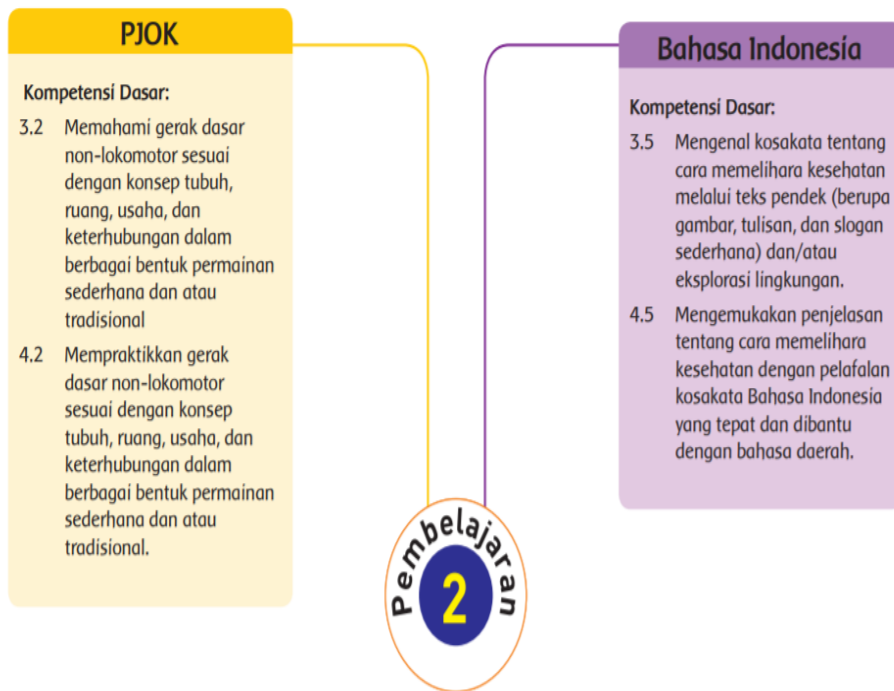 PJOK
Kompetensi Dasar:
3.2 Memahami gerak dasar
non-lokomotor sesuai
dengan konsep tubuh,
ruang, usaha, dan
keterhubungan dalam
berbagai bentuk permainan
sederhana dan atau
tradisional
4.2 Mempraktikkan gerak
dasar non-lokomotor
sesuai dengan konsep
tubuh, ruang, usaha, dan
keterhubungan dalam
berbagai bentuk permainan
sederhana dan atau
tradisional.
Bahasa Indonesia
Kompetensi Dasar:
3.5 Mengenal kosakata tentang
cara memelihara kesehatan
melalui teks pendek (berupa
gambar, tulisan, dan slogan
sederhana) dan/atau
eksplorasi lingkungan.
4.5 Mengemukakan penjelasan
tentang cara memelihara
kesehatan dengan pelafalan
kosakata Bahasa Indonesia
yang tepat dan dibantu
dengan bahasa daerah.
Pembelajaran
2